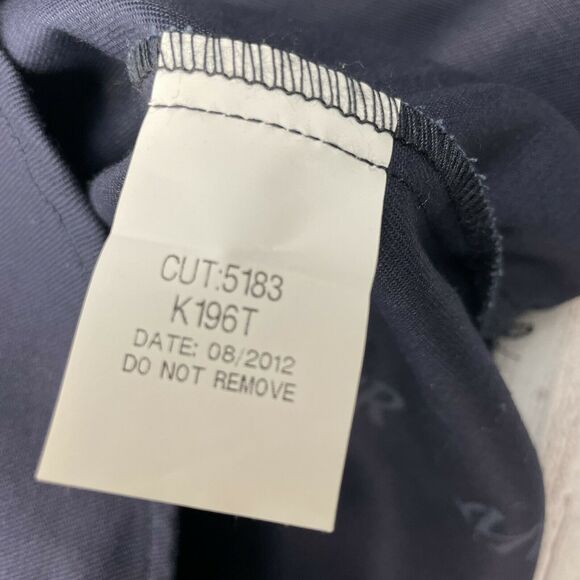 CUT:5183
K196T
DATE: 08/2012
DO NOT REMOVE